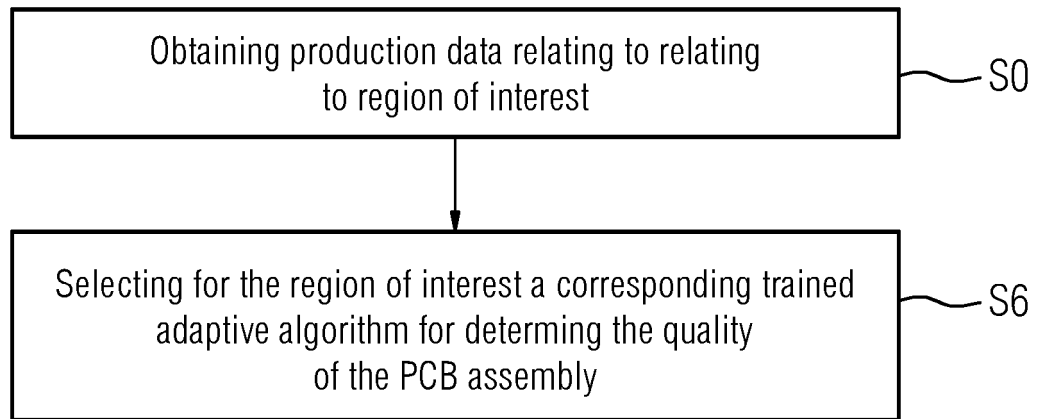 Obtaining production data relating to relating
to region of interest
S0
Selecting for the region of interest a corresponding trained
adaptive algorithm for determing the quality
of the PCB assembly
S6